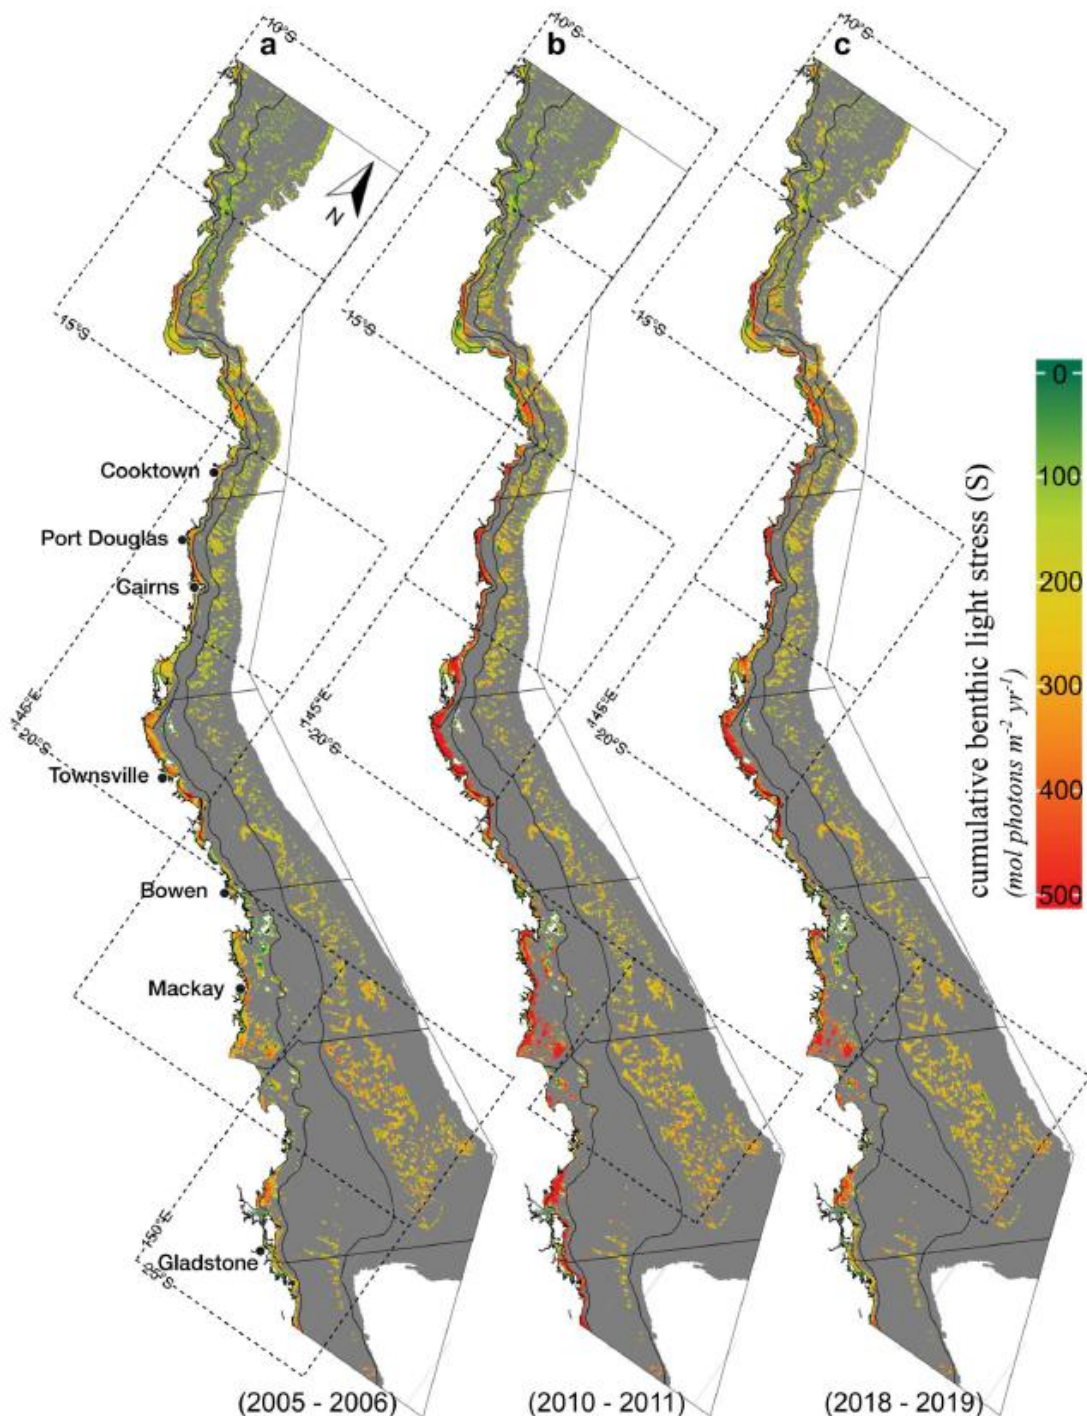 a
b
c
10°S
10°S
10°S
N
15°S
15°S
15°S
Cooktown
Port Douglas
Cairns
145°E
20°S
145°E
20°S
145°E
20°S
Townsville
Bowen
Mackay
150°E
25°S
Gladstone
(2005 - 2006)
(2010 - 2011)
(2018 - 2019)
cumulative benthic light stress (S)
(mol photons m⁻² yr⁻¹)
0
100
200
300
400
500